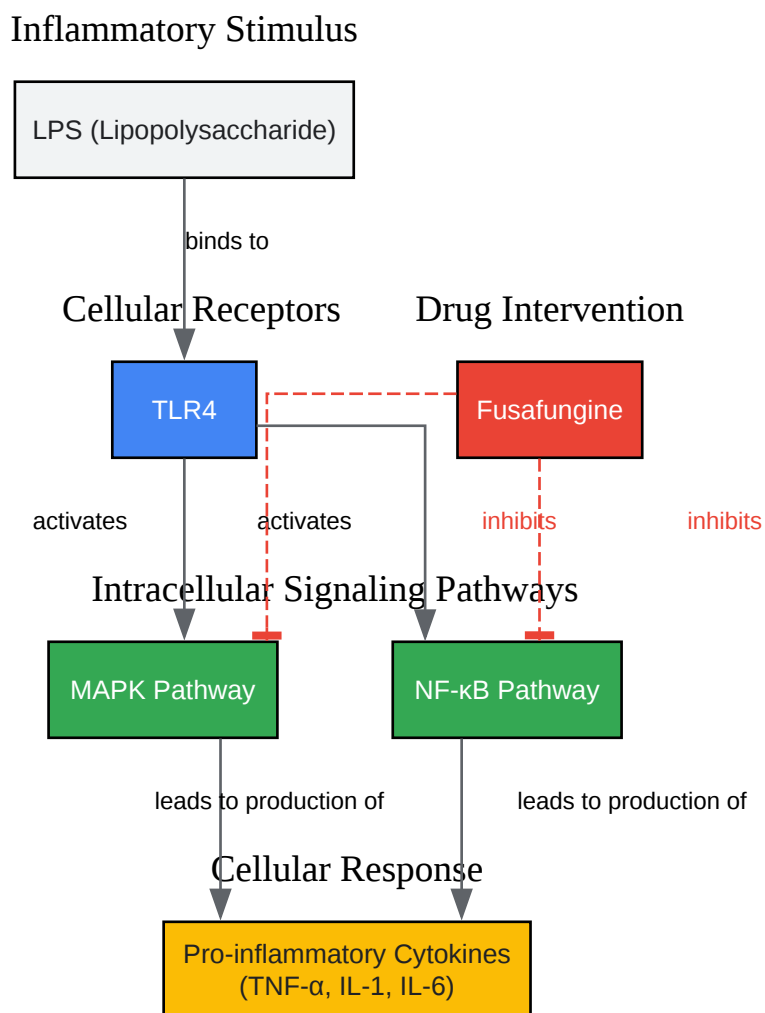 Inflammatory Stimulus
LPS (Lipopolysaccharide)
binds to
Cellular Receptors
Drug Intervention
TLR4
Fusafungine
activates
activates
inhibits
inhibits
Intracellular Signaling Pathways
MAPK Pathway
NF-κB Pathway
leads to production of
leads to production of
Cellular Response
Pro-inflammatory Cytokines
(TNF-α, IL-1, IL-6)